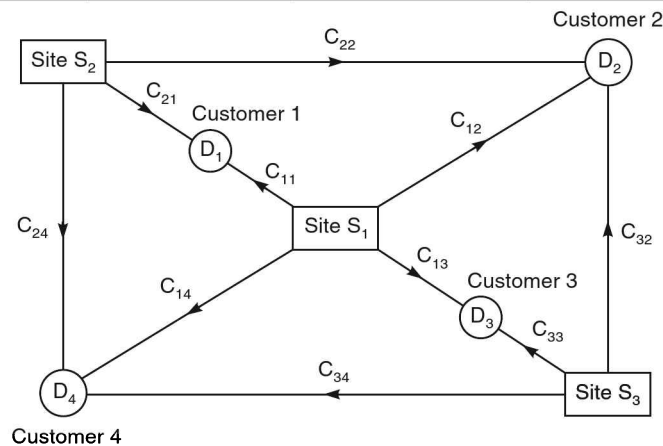 Customer 2
Site S₂
C₂₂
D₂
C₂₁
Customer 1
D₁
C₁₂
C₁₁
C₂₄
Site S₁
C₃₂
C₁₃
Customer 3
C₁₄
D₃
C₃₃
C₃₄
D₄
Site S₃
Customer 4